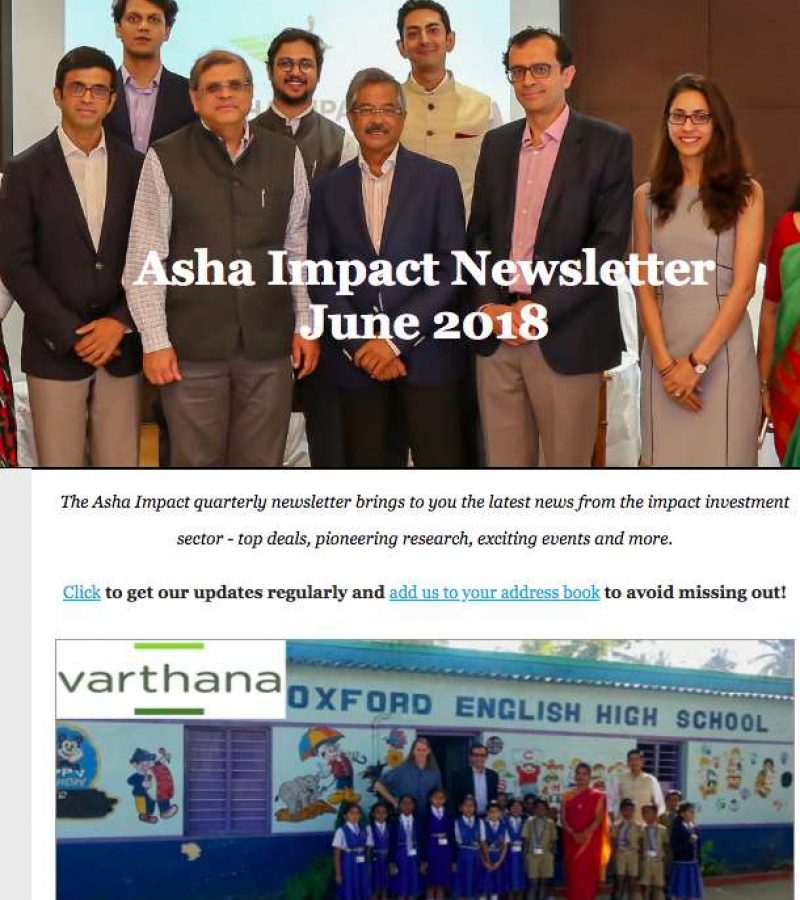 Asha Impact Newsletter
June 2018
The Asha Impact quarterly newsletter brings to you the latest news from the impact investment
sector - top deals, pioneering research, exciting events and more.
Click to get our updates regularly and add us to your address book to avoid missing out!
varthana
OXFORD ENGLISH HIGH SCHOOL